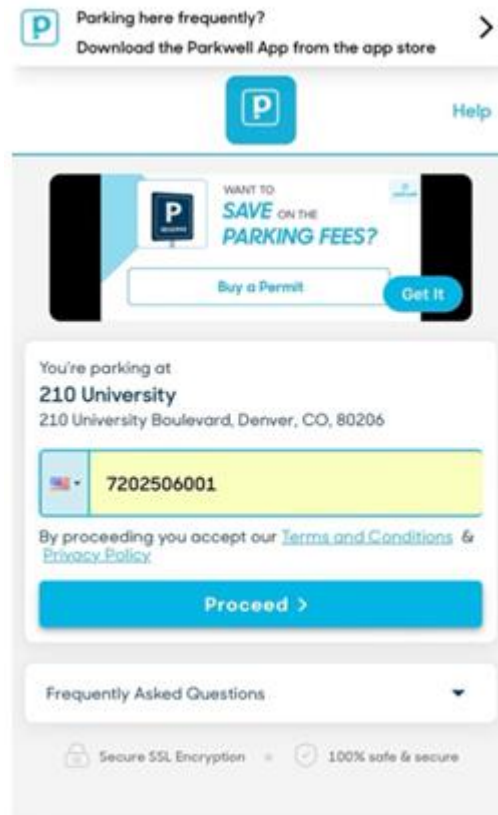 Parking here frequently?
Download the Parkwell App from the app store
P
Help
P
WANT TO
SAVE ON THE
PARKING FEES?
Buy a Permit
Get It
You're parking at
210 University
210 University Boulevard, Denver, CO, 80206
7202506001
By proceeding you accept our Terms and Conditions &
Privacy Policy
Proceed >
Frequently Asked Questions
Secure SSL Encryption
100% safe & secure